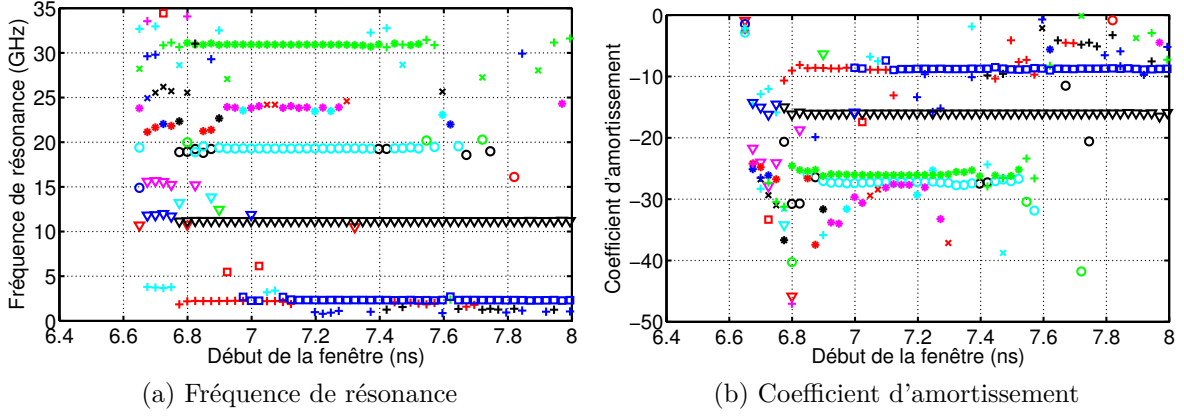 Fréquence de résonance (GHz)
35
30
25
20
15
10
5
0
6.4 6.6 6.8 7 7.2 7.4 7.6 7.8 8
Début de la fenêtre (ns)
(a) Fréquence de résonance
Coefficient d'amortissement
0
−10
−20
−30
−40
−50
6.4 6.6 6.8 7 7.2 7.4 7.6 7.8 8
Début de la fenêtre (ns)
(b) Coefficient d'amortissement